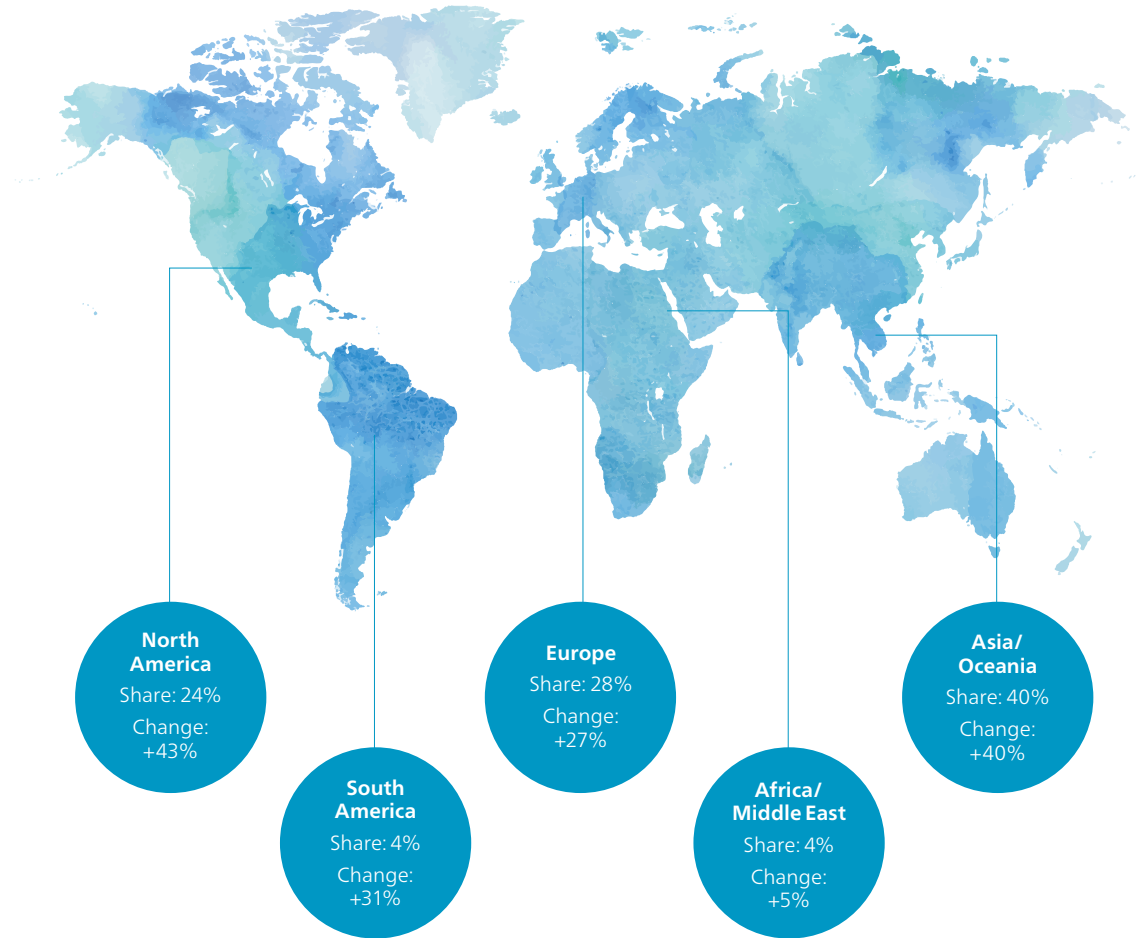 North
America
Share: 24%
Change:
+43%
South
America
Share: 4%
Change:
+31%
Europe
Share: 28%
Change:
+27%
Africa/
Middle East
Share: 4%
Change:
+5%
Asia/
Oceania
Share: 40%
Change:
+40%